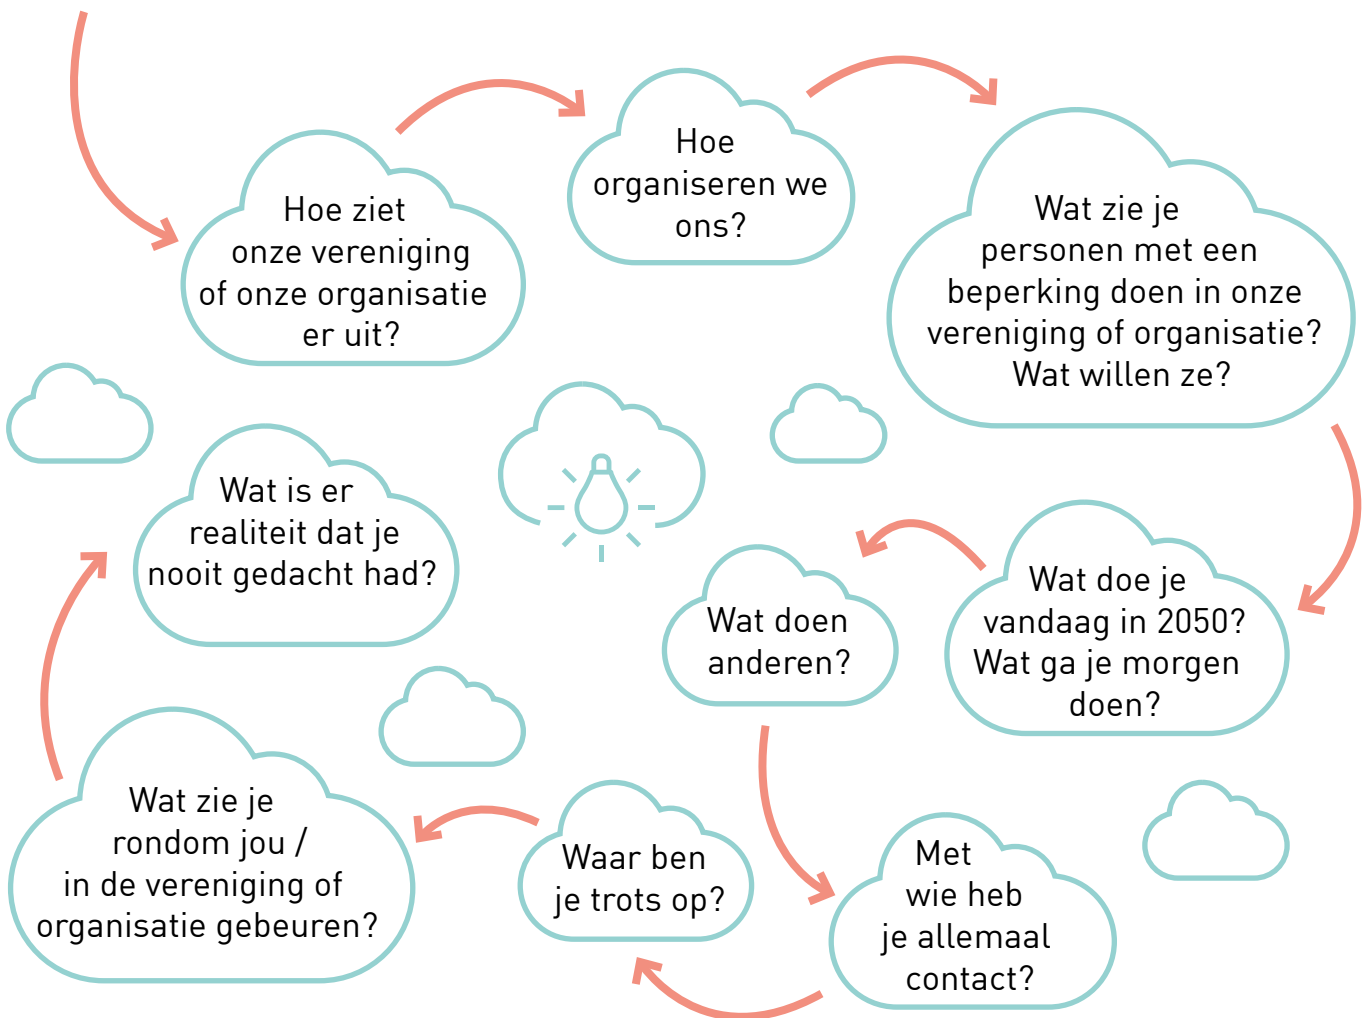 Hoe ziet
onze vereniging
of onze organisatie
er uit?
Hoe
organiseren we
ons?
Wat zie je
personen met een
beperking doen in onze
vereniging of organisatie?
Wat willen ze?
Wat doe je
vandaag in 2050?
Wat ga je morgen
doen?
Wat doen
anderen?
Met
wie heb
je allemaal
contact?
Waar ben
je trots op?
Wat zie je
rondom jou /
in de vereniging of
organisatie gebeuren?
Wat is er
realiteit dat je
nooit gedacht had?